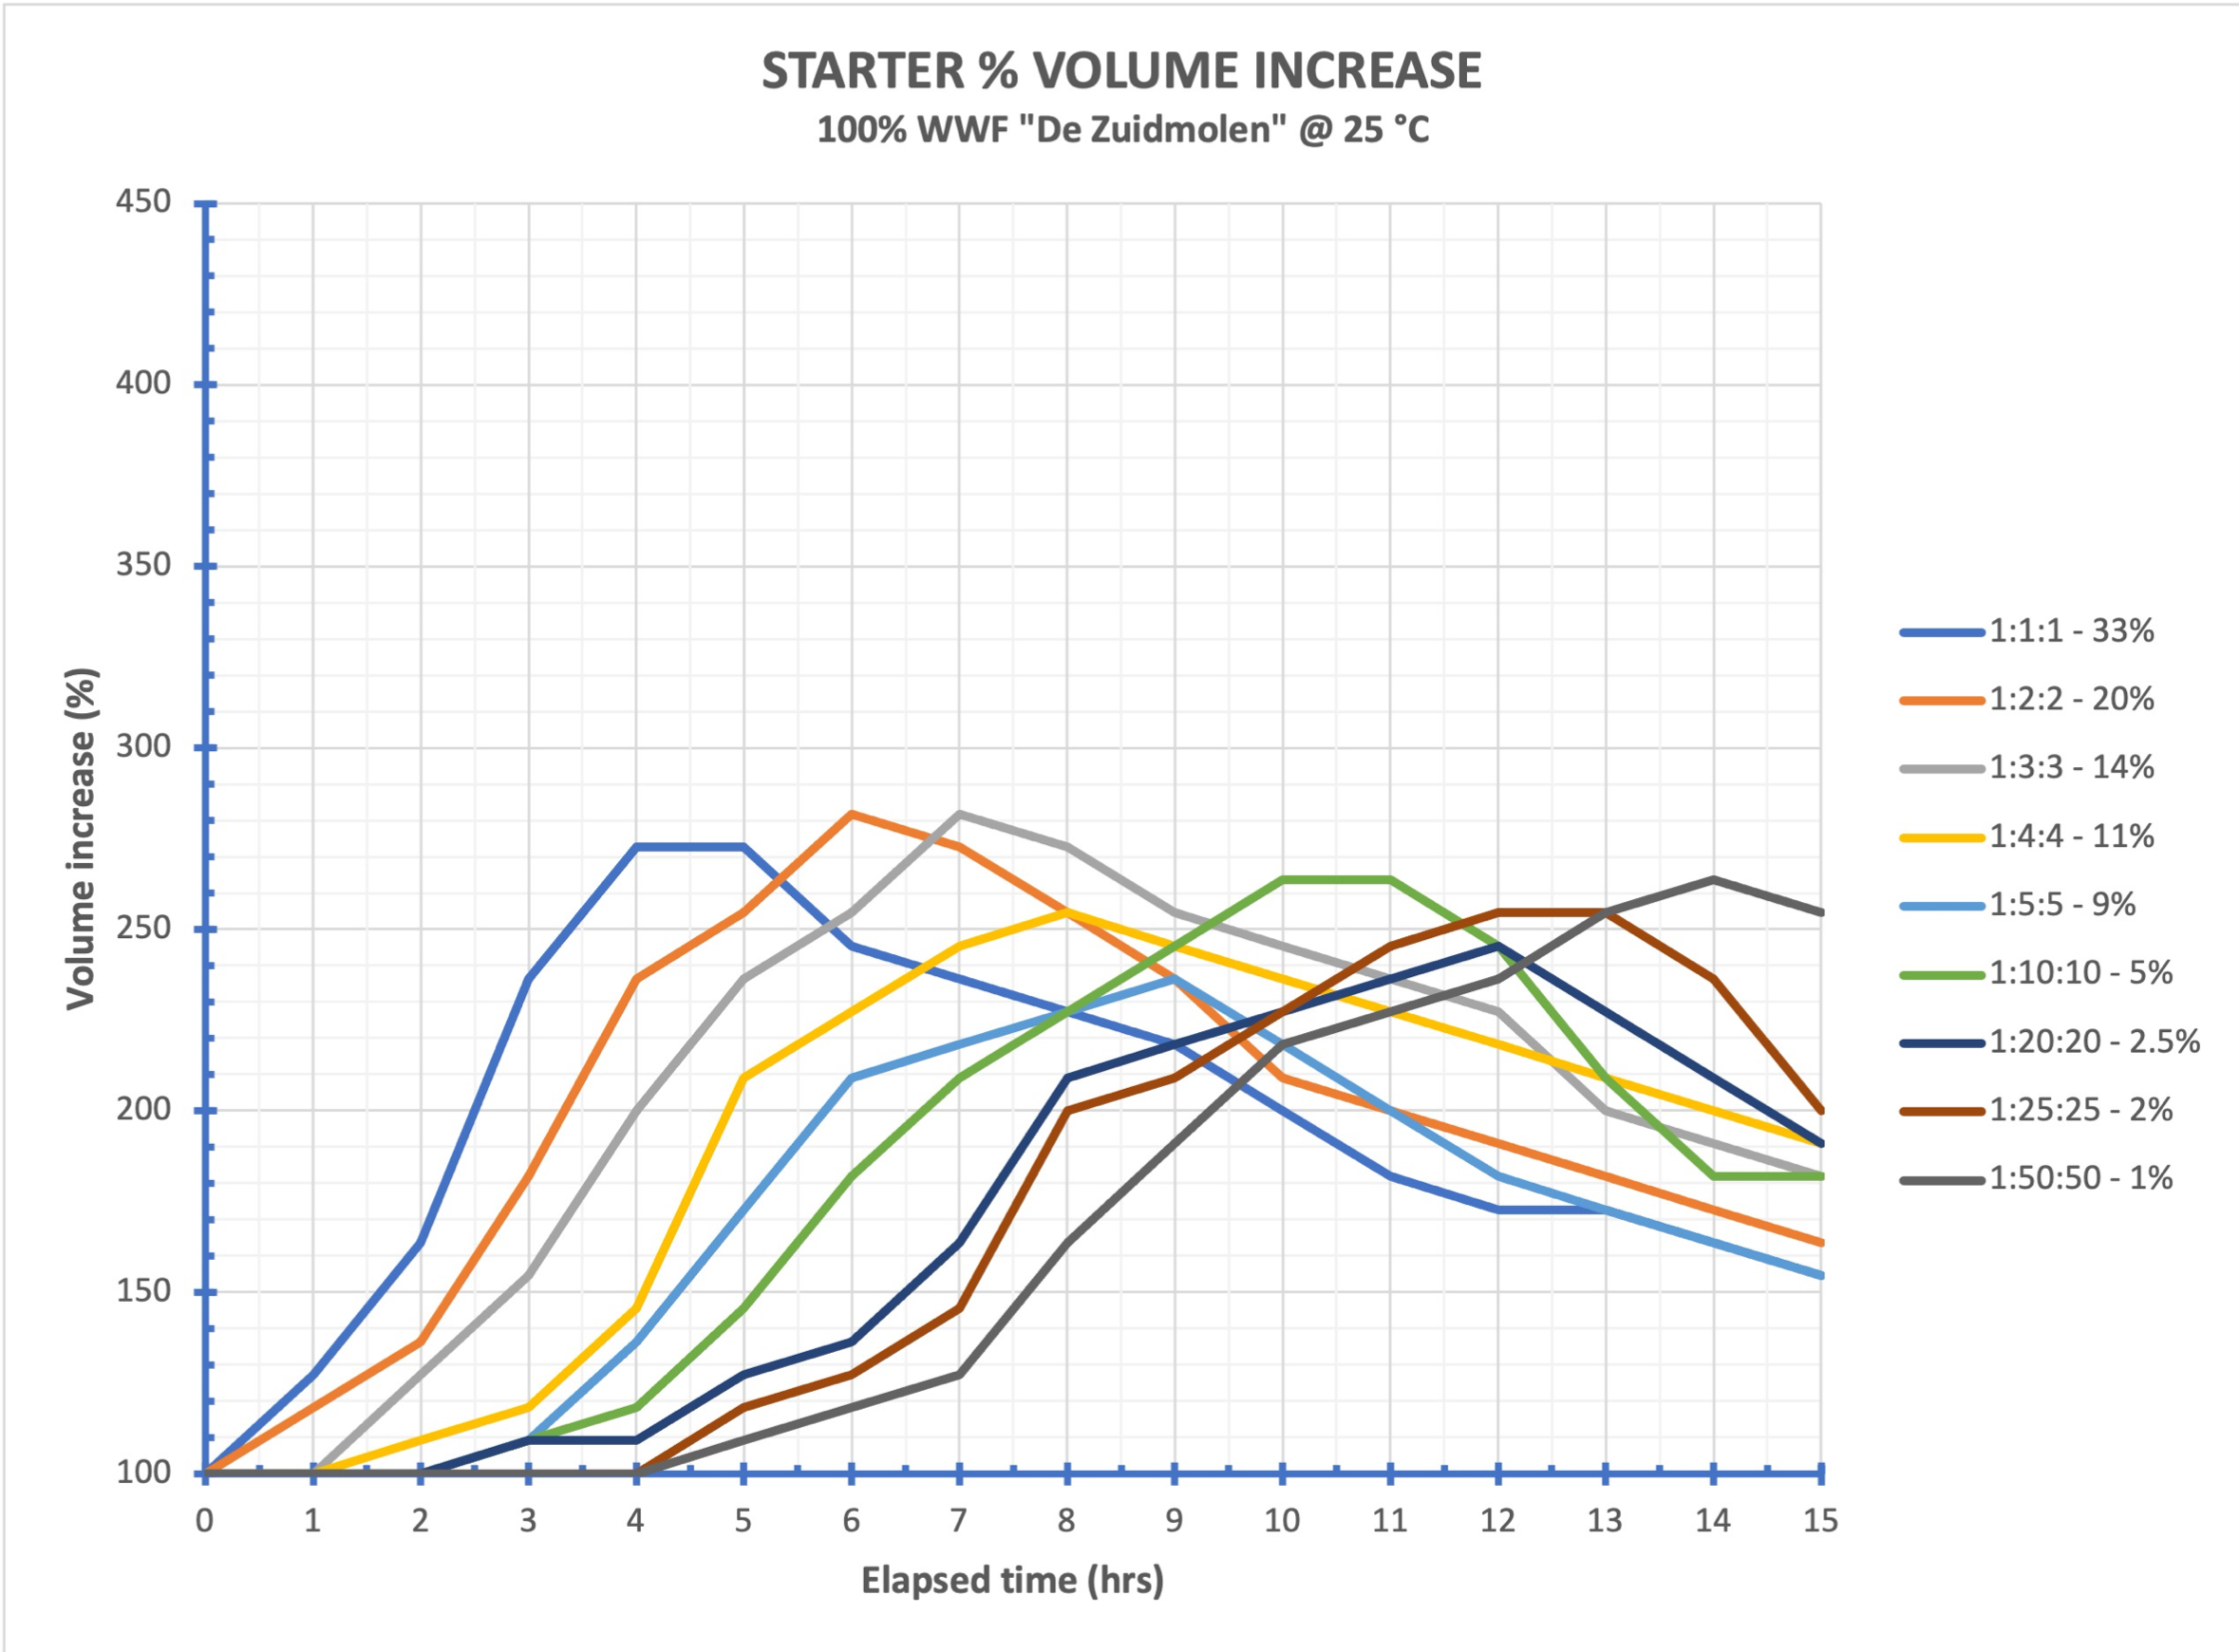 STARTER % VOLUME INCREASE
100% WWF "De Zuidmolen" @ 25 °C
Volume increase (%)
450
400
350
300
250
200
150
100
0 1 2 3 4 5 6 7 8 9 10 11 12 13 14 15
Elapsed time (hrs)
1:1:1 - 33%
1:2:2 - 20%
1:3:3 - 14%
1:4:4 - 11%
1:5:5 - 9%
1:10:10 - 5%
1:20:20 - 2.5%
1:25:25 - 2%
1:50:50 - 1%